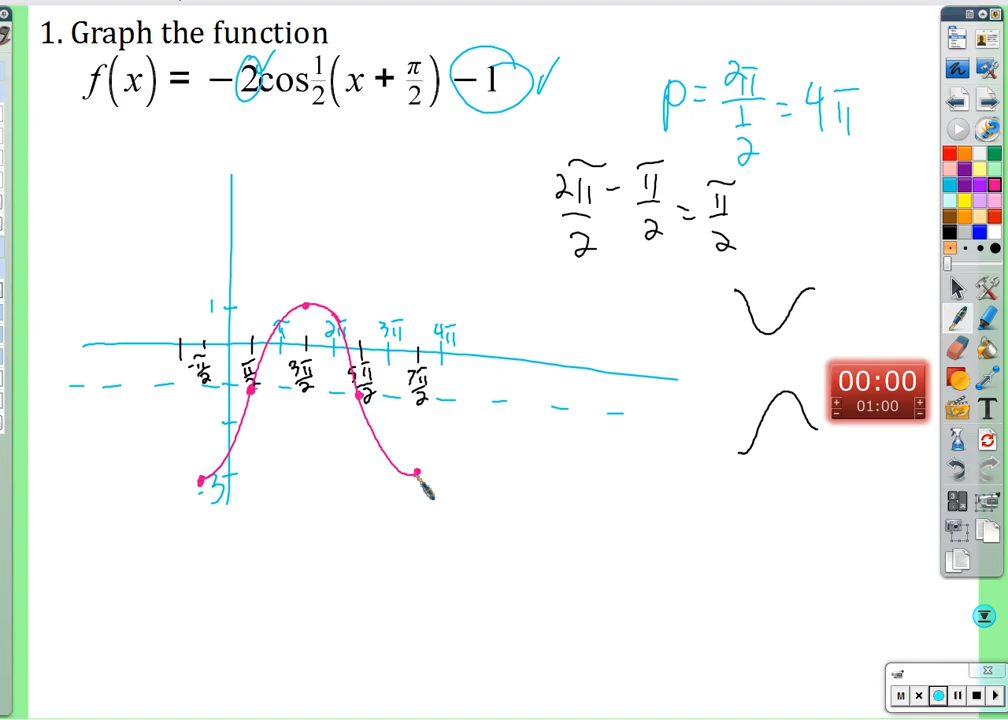 1. Graph the function
f(x) = −2cos½(x + π/2) − 1 ✓
p = 2π/(1/2) = 4π
2π/2 − π/2 = π/2
1
π 2π 3π 4π
-π/2 π/2 3π/2 5π/2 7π/2
-3
00:00
01:00
T
M